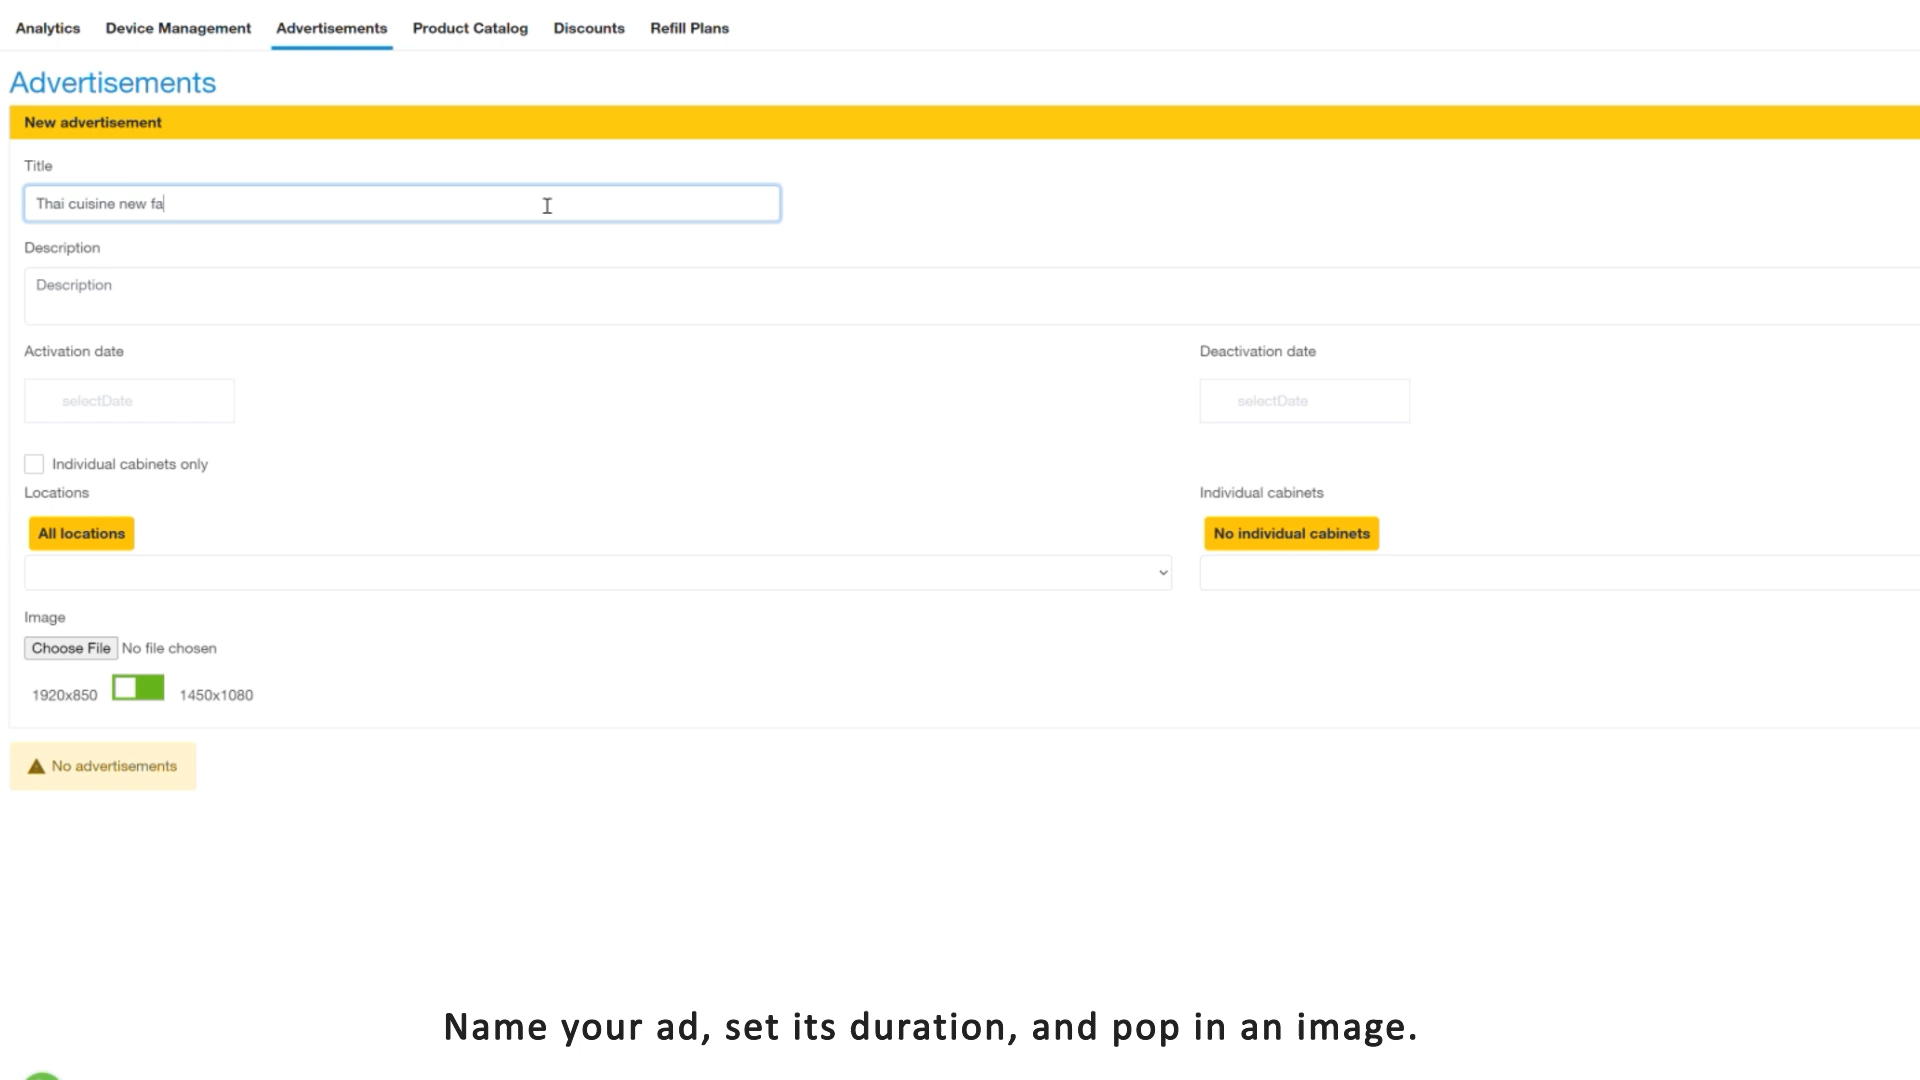 Analytics Device Management Advertisements Product Catalog Discounts Refill Plans
Advertisements
New advertisement
Title
Thai cuisine new fa
Description
Description
Activation date Deactivation date
selectDate selectDate
Individual cabinets only
Locations Individual cabinets
All locations No individual cabinets
Image
Choose File No file chosen
1920x850 1450x1080
No advertisements
Name your ad, set its duration, and pop in an image.